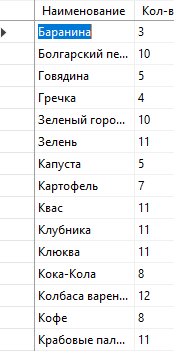 Наименование Кол-в
Баранина 3
Болгарский пе... 10
Говядина 5
Гречка 4
Зеленый горо... 10
Зелень 11
Капуста 5
Картофель 7
Квас 11
Клубника 11
Клюква 11
Кока-Кола 8
Колбаса варен... 12
Кофе 8
Крабовые пал... 11